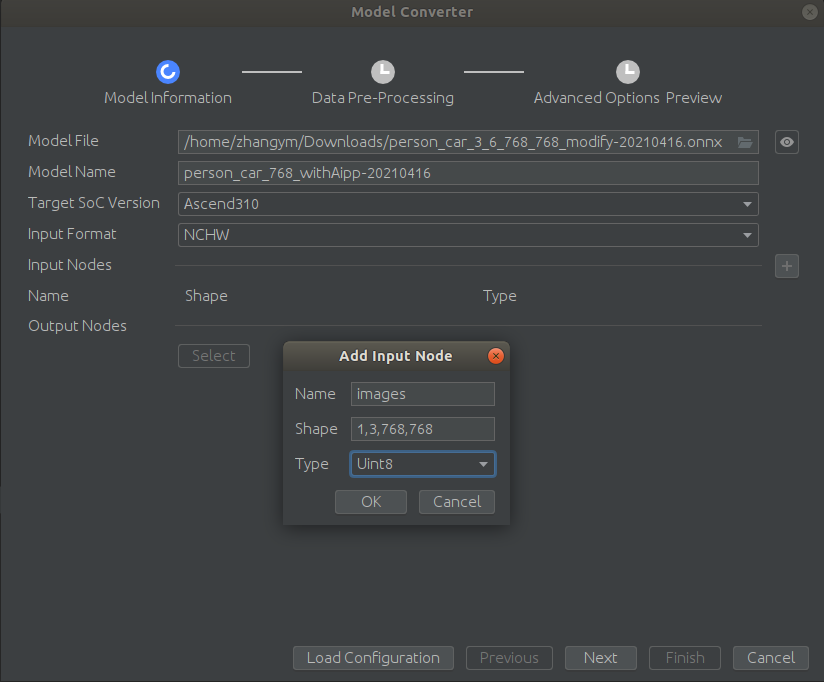 Model Converter
Model Information Data Pre-Processing Advanced Options Preview
Model File /home/zhangym/Downloads/person_car_3_6_768_768_modify-20210416.onnx
Model Name person_car_768_withAipp-20210416
Target SoC Version Ascend310
Input Format NCHW
Input Nodes
Name Shape Type
Output Nodes
Select
Add Input Node
Name images
Shape 1,3,768,768
Type Uint8
OK Cancel
Load Configuration Previous Next Finish Cancel